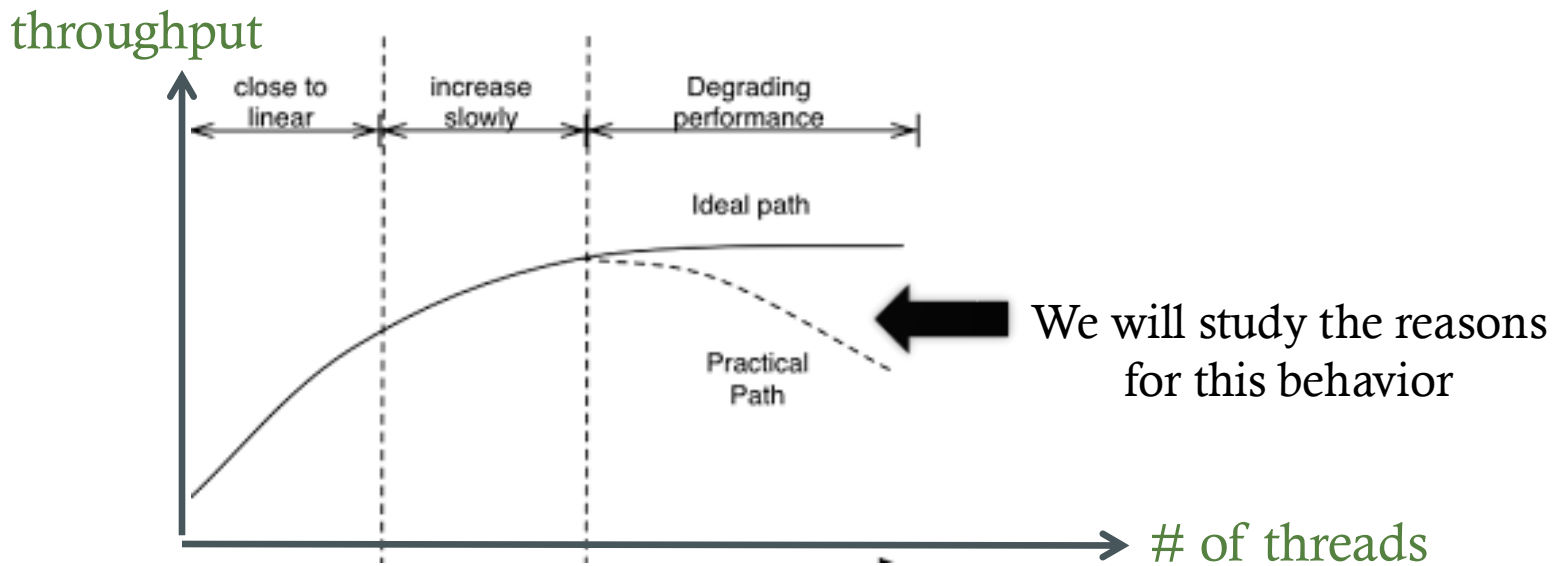 throughput
close to
linear
increase
slowly
Degrading
performance
Ideal path
Practical
Path
We will study the reasons
for this behavior
# of threads